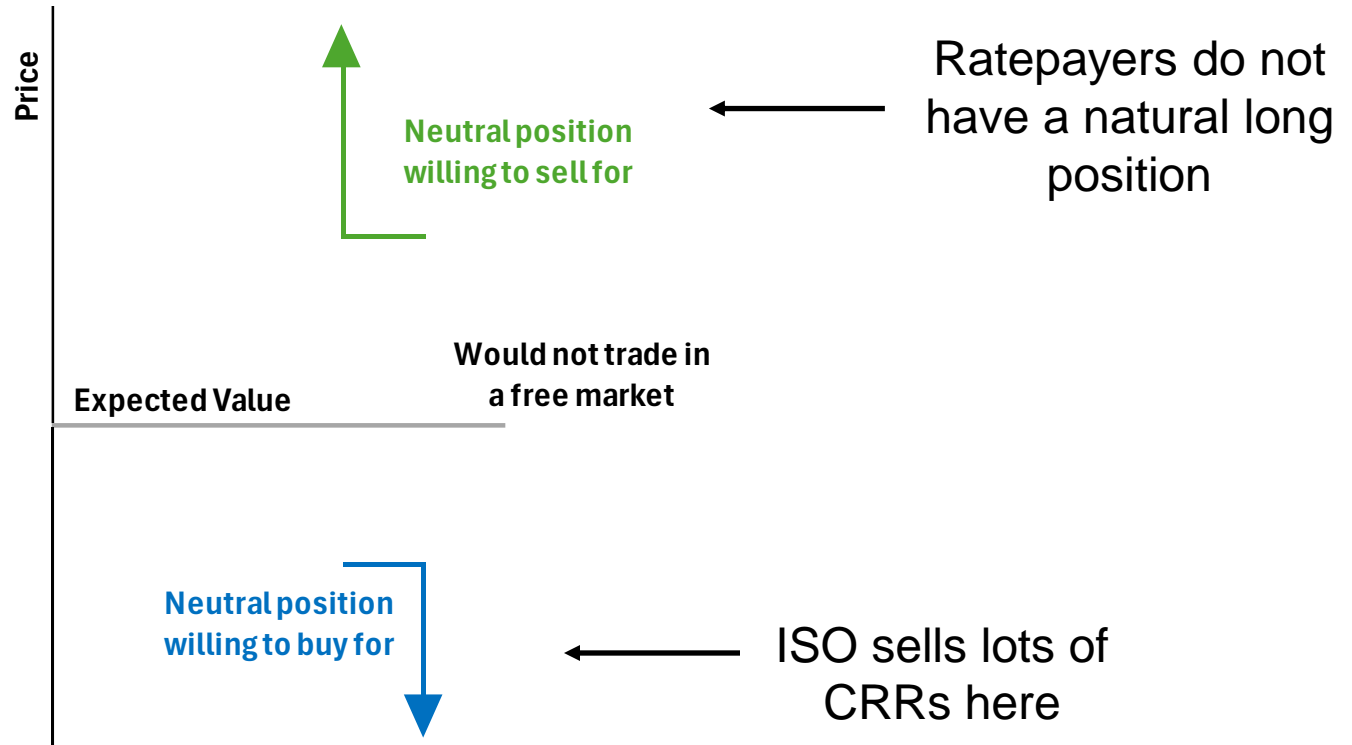 Price
Neutral position
willing to sell for
Ratepayers do not
have a natural long
position
Would not trade in
a free market
Expected Value
Neutral position
willing to buy for
ISO sells lots of
CRRs here